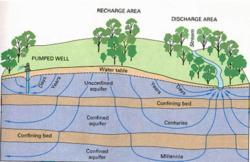 RECHARGE AREA
DISCHARGE AREA
Stream
PUMPED WELL
Water table
Days
Years
Unconfined
aquifer
Years
Days
Confining bed
Confined
aquifer
Centuries
Confining bed
Confined
aquifer
Millennia